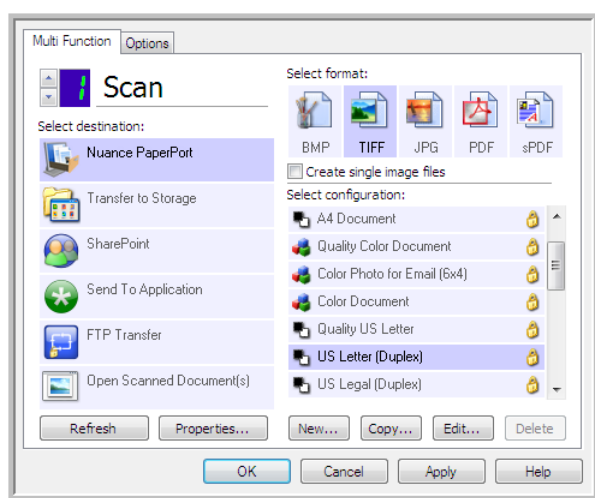 Multi Function
Options
1 Scan
Select destination:
Nuance PaperPort
Transfer to Storage
SharePoint
Send To Application
FTP Transfer
Open Scanned Document(s)
Refresh
Properties...
Select format:
BMP
TIFF
JPG
PDF
sPDF
Create single image files
Select configuration:
A4 Document
Quality Color Document
Color Photo for Email (6x4)
Color Document
Quality US Letter
US Letter (Duplex)
US Legal (Duplex)
New...
Copy...
Edit...
Delete
OK
Cancel
Apply
Help